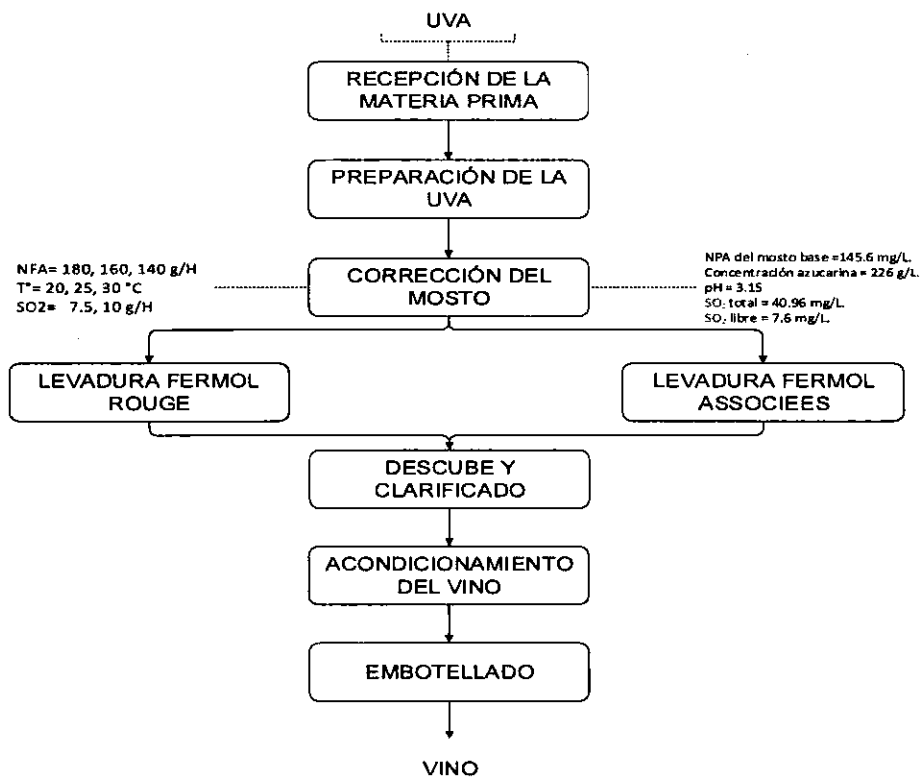 UVA
RECEPCIÓN DE LA
MATERIA PRIMA
PREPARACIÓN DE LA
UVA
NFA= 180, 160, 140 g/H
T°= 20, 25, 30 °C
SO2= 7.5, 10 g/H
CORRECCIÓN DEL
MOSTO
NPA del mosto base =145.6 mg/L.
Concentración azucarina = 226 g/L.
pH = 3.15
SO₂ total = 40.96 mg/L.
SO₂ libre = 7.6 mg/L.
LEVADURA FERMOL
ROUGE
LEVADURA FERMOL
ASSOCIEES
DESCUBE Y
CLARIFICADO
ACONDICIONAMIENTO
DEL VINO
EMBOTELLADO
VINO